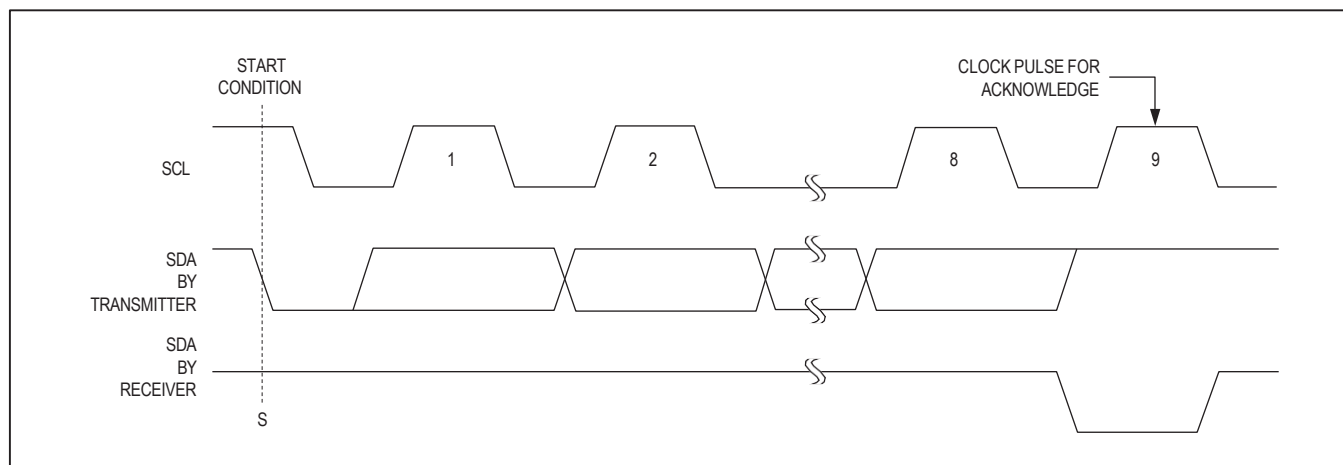 START
CONDITION
CLOCK PULSE FOR
ACKNOWLEDGE
SCL
1
2
8
9
SDA
BY
TRANSMITTER
SDA
BY
RECEIVER
S